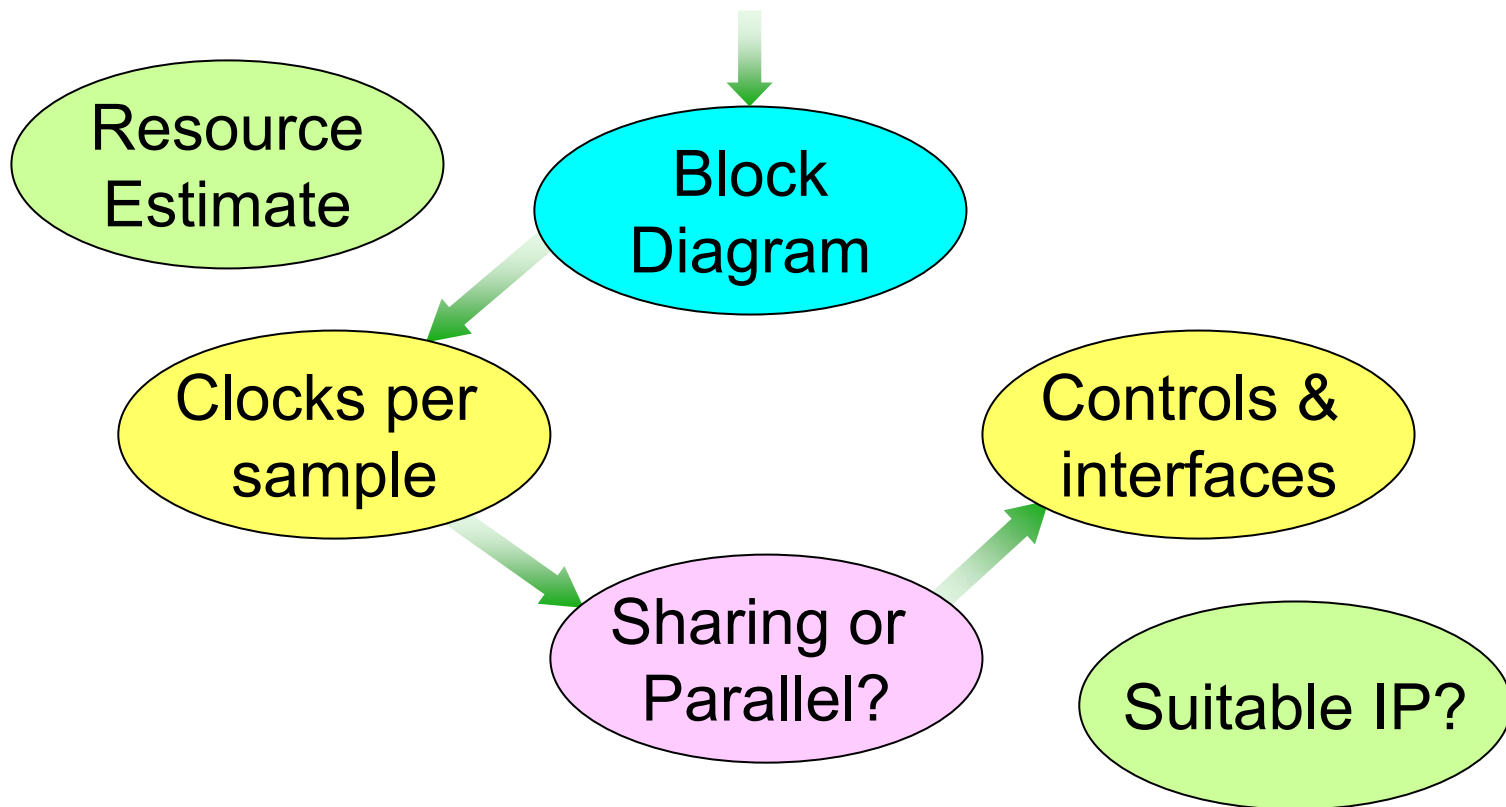 Resource
Estimate
Block
Diagram
Clocks per
sample
Controls &
interfaces
Sharing or
Parallel?
Suitable IP?